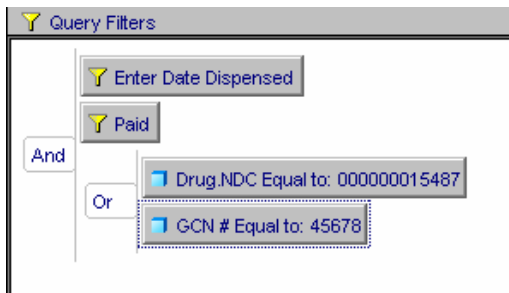 Query Filters
Enter Date Dispensed
Paid
And
Drug.NDC Equal to: 000000015487
Or
GCN # Equal to: 45678